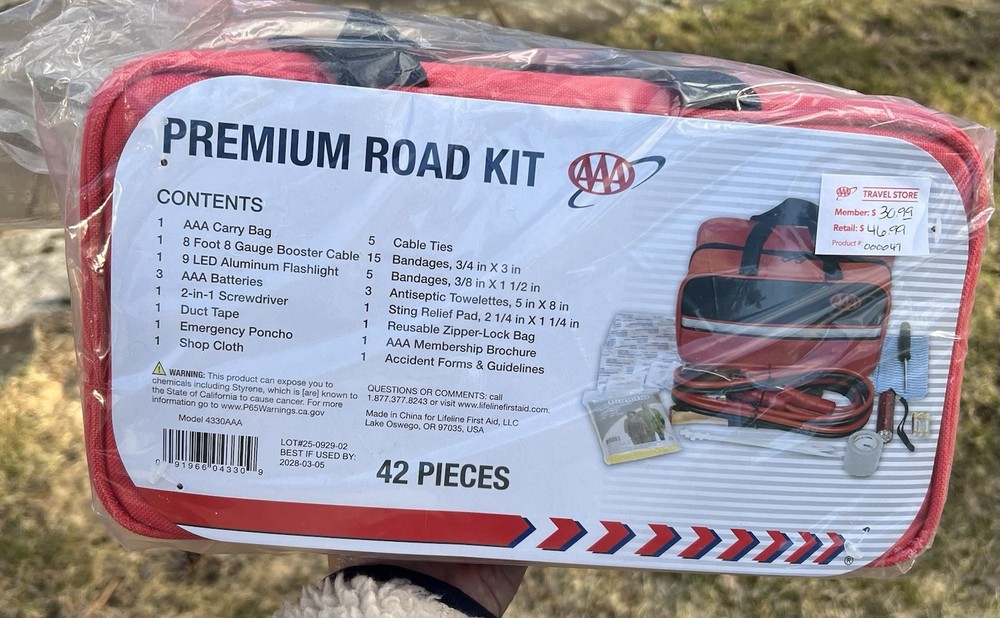 PREMIUM ROAD KIT
AAA
CONTENTS
1 AAA Carry Bag
1 8 Foot 8 Gauge Booster Cable
1 9 LED Aluminum Flashlight
3 AAA Batteries
1 2-in-1 Screwdriver
1 Duct Tape
1 Emergency Poncho
1 Shop Cloth
5 Cable Ties
15 Bandages, 3/4 in X 3 in
5 Bandages, 3/8 in X 1 1/2 in
3 Antiseptic Towelettes, 5 in X 8 in
1 Sting Relief Pad, 2 1/4 in X 1 1/4 in
1 Reusable Zipper-Lock Bag
1 AAA Membership Brochure
1 Accident Forms & Guidelines
WARNING: This product can expose you to
chemicals including Styrene, which is [are] known to
the State of California to cause cancer. For more
information go to www.P65Warnings.ca.gov
Model 4330AAA
0 91966 04330 9
LOT#25-0929-02
BEST IF USED BY:
2028-03-05
QUESTIONS OR COMMENTS: call
1.877.377.8243 or visit www.lifelinefirstaid.com.
Made in China for Lifeline First Aid, LLC
Lake Oswego, OR 97035, USA
42 PIECES
AAA TRAVEL STORE
Member: $ 30.99
Retail: $ 46.99
Product #: 000047
AAA
®